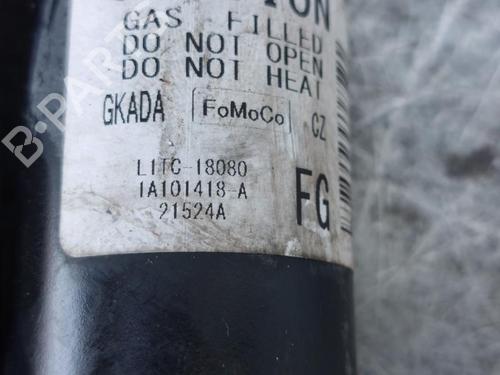 GAS - FILLED
DO NOT OPEN
DO NOT HEAT
GKADA FoMoCo CZ
L1TC-18080
1A101418-A FG
21524A
B-PARTS